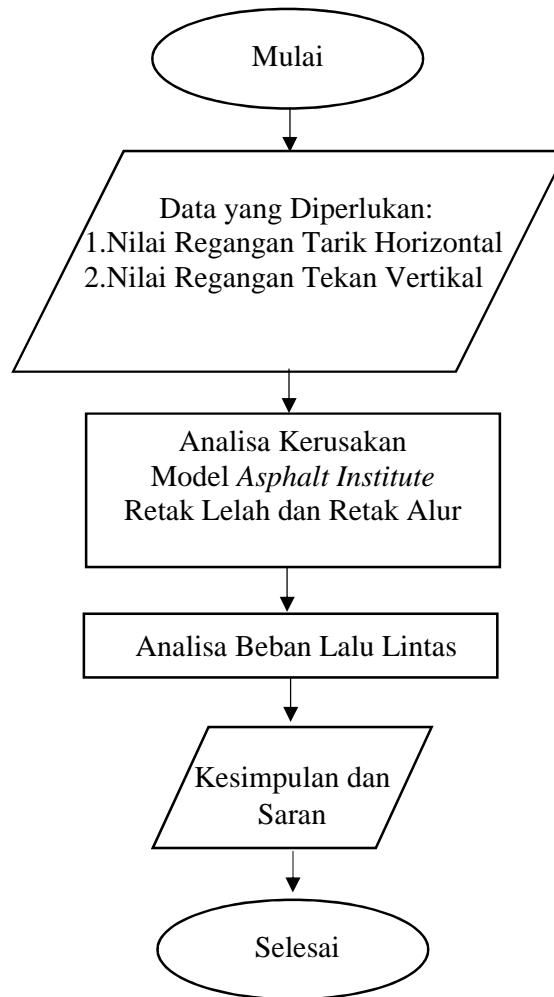 Mulai
Data yang Diperlukan:
1.Nilai Regangan Tarik Horizontal
2.Nilai Regangan Tekan Vertikal
Analisa Kerusakan
Model Asphalt Institute
Retak Lelah dan Retak Alur
Analisa Beban Lalu Lintas
Kesimpulan dan
Saran
Selesai